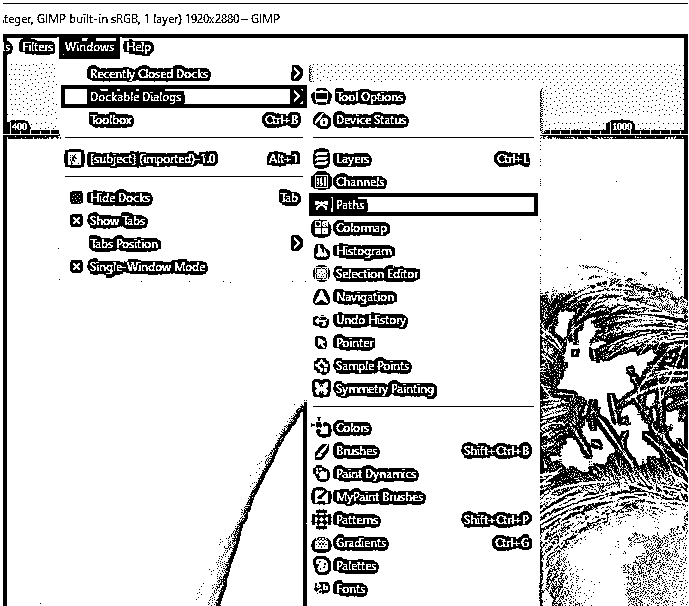 teger, GIMP built-in sRGB, 1 layer) 1920x2880 – GIMP
s Filters Windows Help
Recently Closed Docks
Dockable Dialogs
Toolbox Ctrl+B
400
1000
[subject] (imported)-1.0 Alt+1
Hide Docks Tab
Show Tabs
Tabs Position
Single-Window Mode
Tool Options
Device Status
Layers Ctrl+L
Channels
Paths
Colormap
Histogram
Selection Editor
Navigation
Undo History
Pointer
Sample Points
Symmetry Painting
Colors
Brushes Shift+Ctrl+B
Paint Dynamics
MyPaint Brushes
Patterns Shift+Ctrl+P
Gradients Ctrl+G
Palettes
Fonts